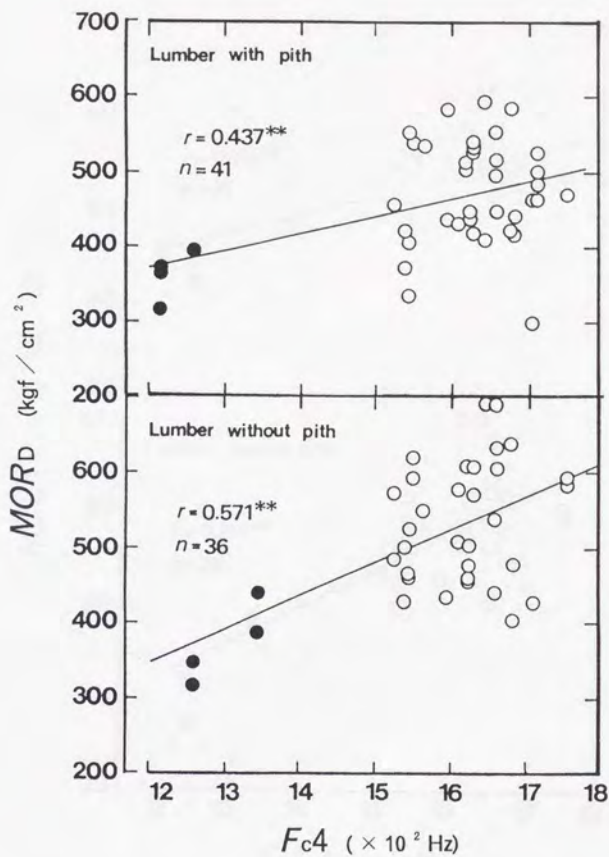 700
Lumber with pith
600
r = 0.437**
500
n = 41
400
300
200
Lumber without pith
600
r = 0.571**
500
n = 36
400
300
200
MORD (kgf/cm²)
12 13 14 15 16 17 18
Fc4 (× 10² Hz)